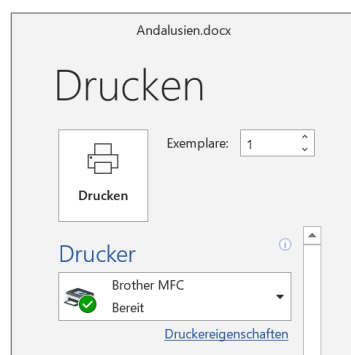 Andalusien.docx
Drucken
Exemplare: 1
Drucken
Drucker
Brother MFC
Bereit
Druckereigenschaften